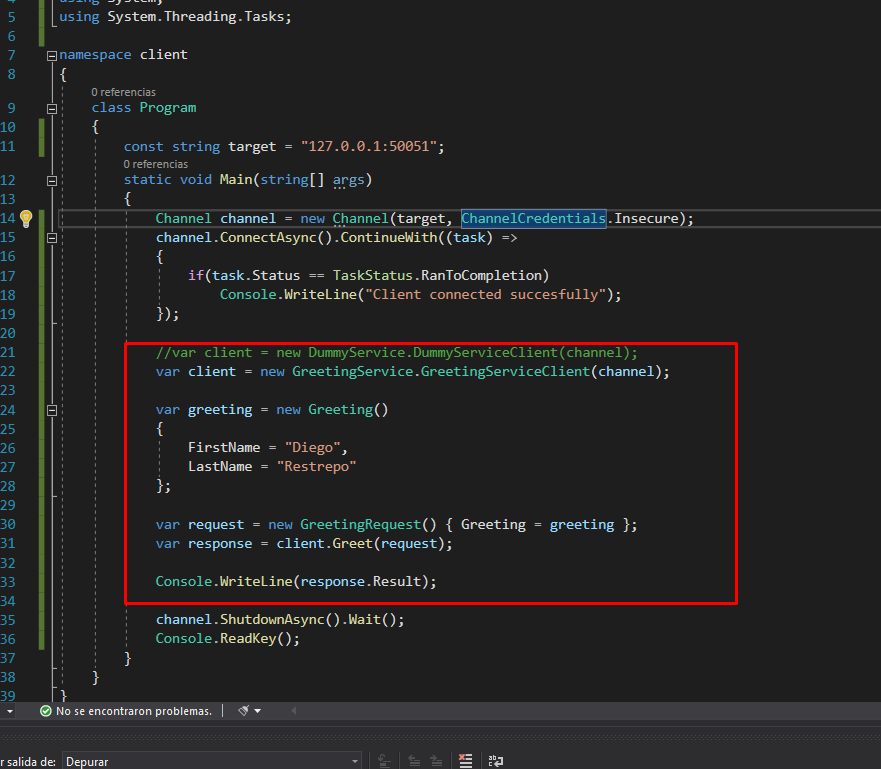 4 using System;
5 using System.Threading.Tasks;
6
7 namespace client
8 {
0 referencias
9 class Program
10 {
11 const string target = "127.0.0.1:50051";
0 referencias
12 static void Main(string[] args)
13 {
14 Channel channel = new Channel(target, ChannelCredentials.Insecure);
15 channel.ConnectAsync().ContinueWith((task) =>
16 {
17 if(task.Status == TaskStatus.RanToCompletion)
18 Console.WriteLine("Client connected succesfully");
19 });
20
21 //var client = new DummyService.DummyServiceClient(channel);
22 var client = new GreetingService.GreetingServiceClient(channel);
23
24 var greeting = new Greeting()
25 {
26 FirstName = "Diego",
27 LastName = "Restrepo"
28 };
29
30 var request = new GreetingRequest() { Greeting = greeting };
31 var response = client.Greet(request);
32
33 Console.WriteLine(response.Result);
34
35 channel.ShutdownAsync().Wait();
36 Console.ReadKey();
37 }
38 }
39 }
No se encontraron problemas.
r salida de: Depurar